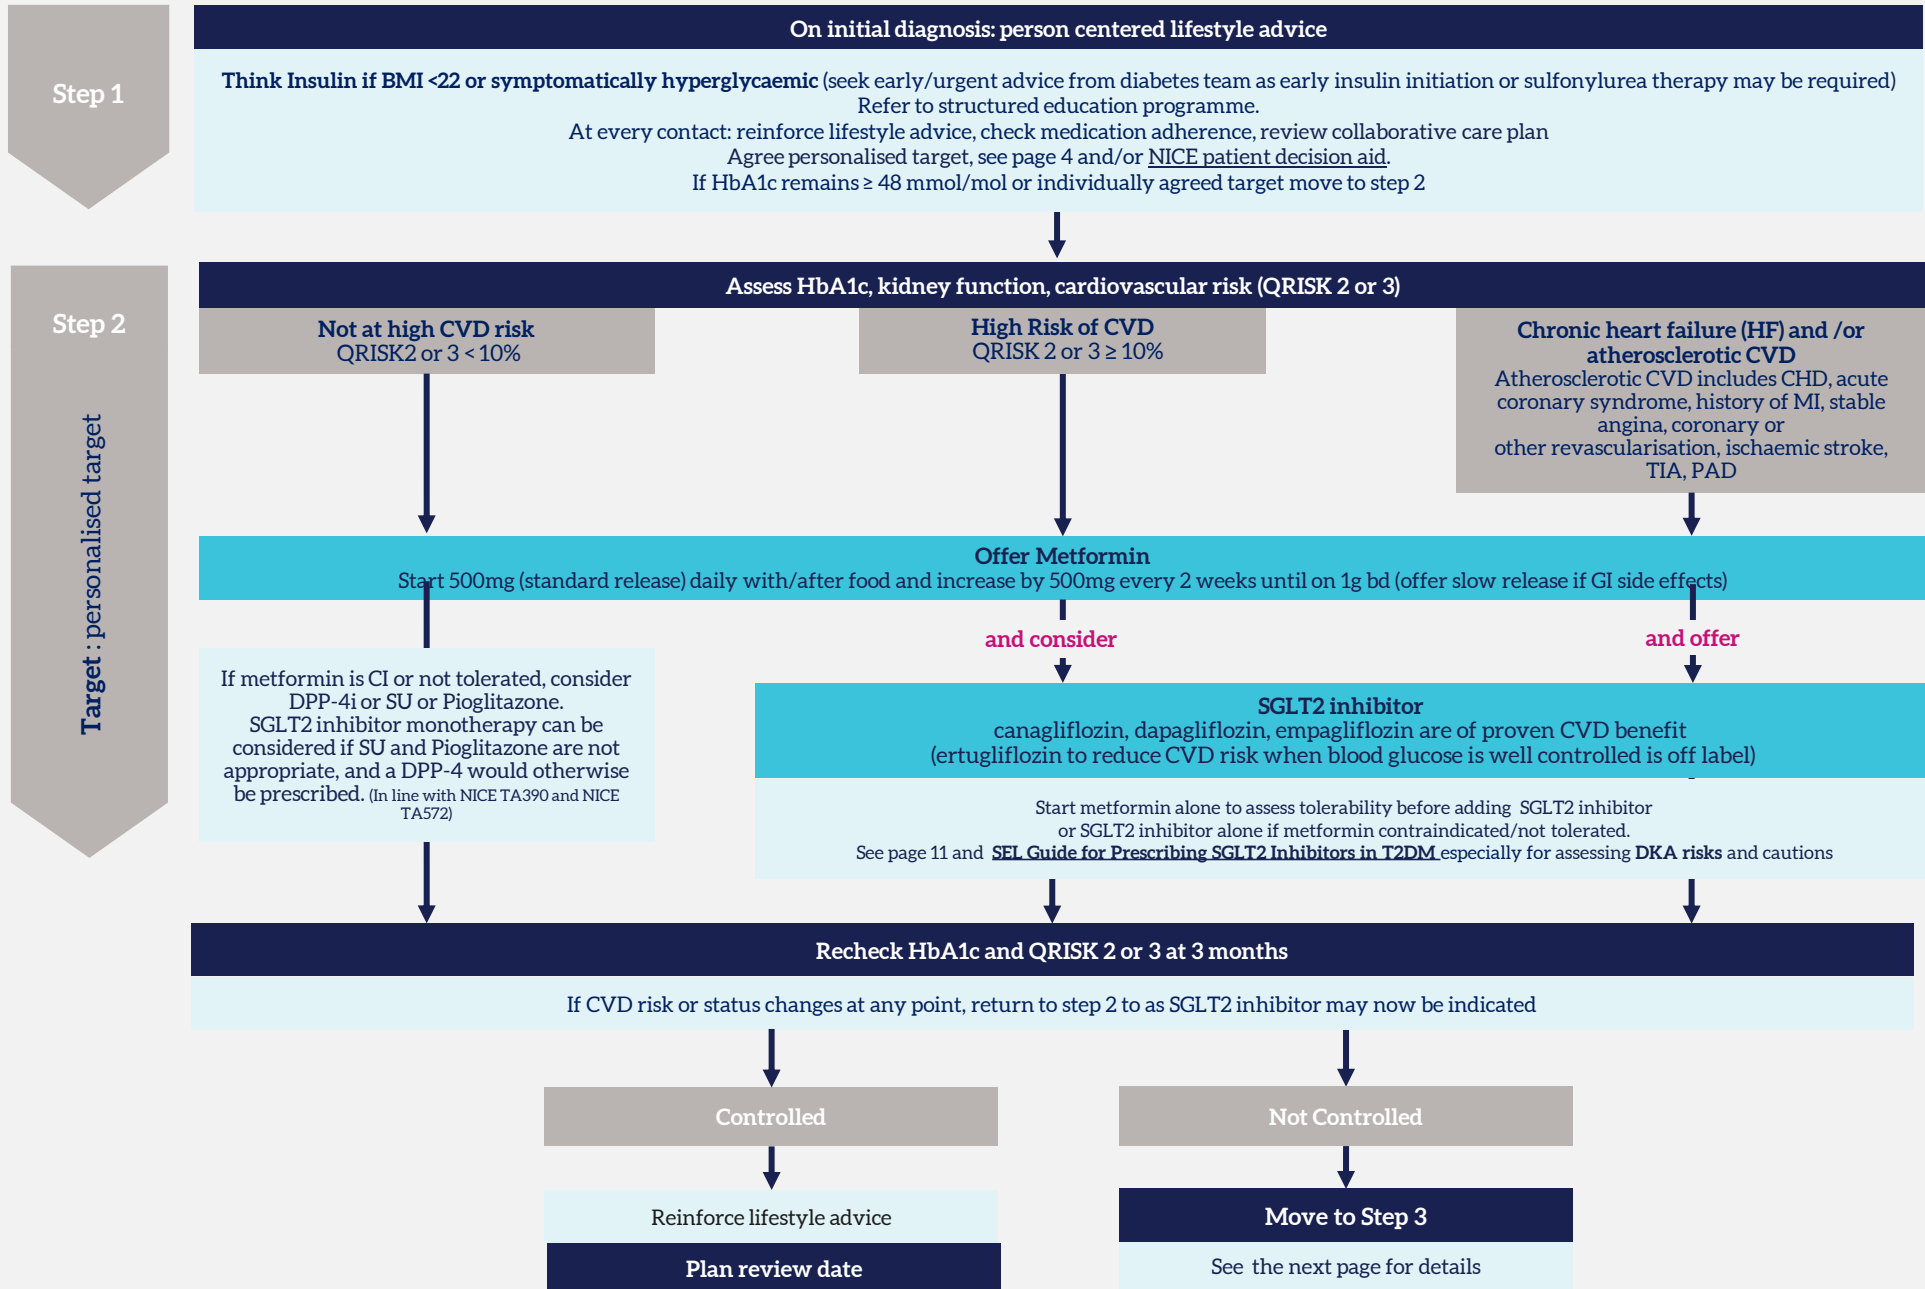 Step 1
On initial diagnosis: person centered lifestyle advice
Think Insulin if BMI <22 or symptomatically hyperglycaemic (seek early/urgent advice from diabetes team as early insulin initiation or sulfonylurea therapy may be required)
Refer to structured education programme.
At every contact: reinforce lifestyle advice, check medication adherence, review collaborative care plan
Agree personalised target, see page 4 and/or NICE patient decision aid.
If HbA1c remains ≥ 48 mmol/mol or individually agreed target move to step 2
Step 2
Target : personalised target
Assess HbA1c, kidney function, cardiovascular risk (QRISK 2 or 3)
Not at high CVD risk
QRISK2 or 3 < 10%
High Risk of CVD
QRISK 2 or 3 ≥ 10%
Chronic heart failure (HF) and /or
atherosclerotic CVD
Atherosclerotic CVD includes CHD, acute
coronary syndrome, history of MI, stable
angina, coronary or
other revascularisation, ischaemic stroke,
TIA, PAD
Offer Metformin
Start 500mg (standard release) daily with/after food and increase by 500mg every 2 weeks until on 1g bd (offer slow release if GI side effects)
and consider
and offer
If metformin is CI or not tolerated, consider
DPP-4i or SU or Pioglitazone.
SGLT2 inhibitor monotherapy can be
considered if SU and Pioglitazone are not
appropriate, and a DPP-4 would otherwise
be prescribed. (In line with NICE TA390 and NICE
TA572)
SGLT2 inhibitor
canagliflozin, dapagliflozin, empagliflozin are of proven CVD benefit
(ertugliflozin to reduce CVD risk when blood glucose is well controlled is off label)
Start metformin alone to assess tolerability before adding SGLT2 inhibitor
or SGLT2 inhibitor alone if metformin contraindicated/not tolerated.
See page 11 and SEL Guide for Prescribing SGLT2 Inhibitors in T2DM especially for assessing DKA risks and cautions
Recheck HbA1c and QRISK 2 or 3 at 3 months
If CVD risk or status changes at any point, return to step 2 to as SGLT2 inhibitor may now be indicated
Controlled
Not Controlled
Reinforce lifestyle advice
Plan review date
Move to Step 3
See the next page for details